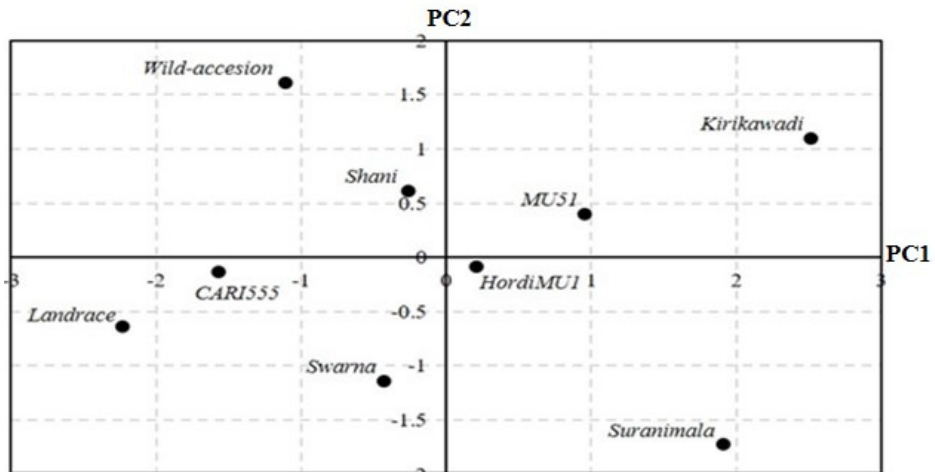 PC2
2
Wild-accesion
1.5
Kirikawadi
1
Shani
0.5
MU51
0
PC1
-3 -2 -1 0 1 2 3
CARI555
HordiMU1
-0.5
Landrace
-1
Swarna
-1.5
Suranimala
-2